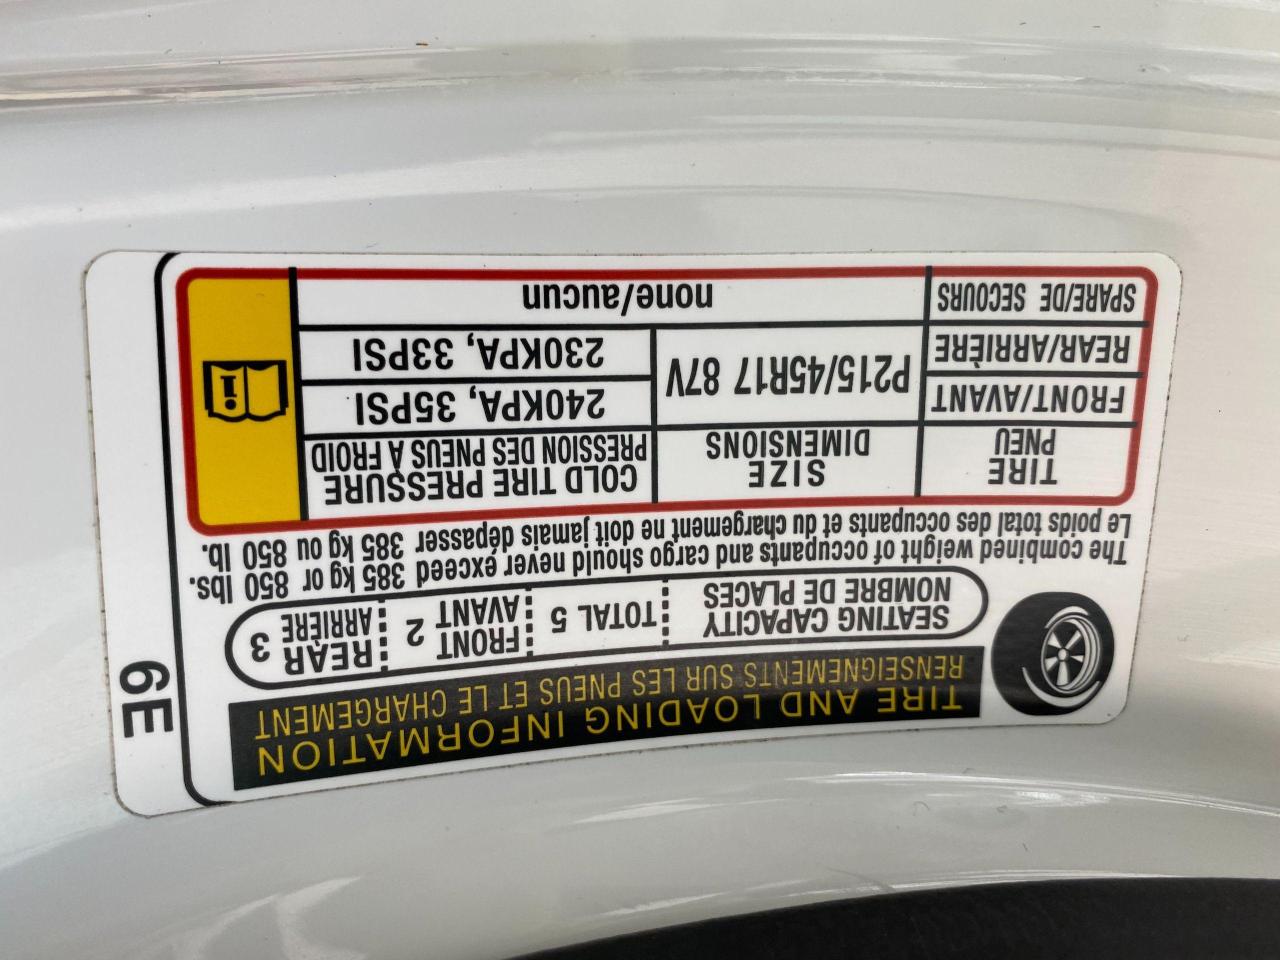 TIRE AND LOADING INFORMATION
RENSEIGNEMENTS SUR LES PNEUS ET LE CHARGEMENT
SEATING CAPACITY
NOMBRE DE PLACES
TOTAL 5
FRONT
AVANT
2
REAR
ARRIÈRE
3
The combined weight of occupants and cargo should never exceed 385 kg or 850 lbs.
Le poids total des occupants et du chargement ne doit jamais dépasser 385 kg ou 850 lb.
TIRE
PNEU
SIZE
DIMENSIONS
COLD TIRE PRESSURE
PRESSION DES PNEUS À FROID
FRONT/AVANT
P215/45R17 87V
240KPA, 35PSI
REAR/ARRIÈRE
230KPA, 33PSI
SPARE/DE SECOURS
none/aucun
6E